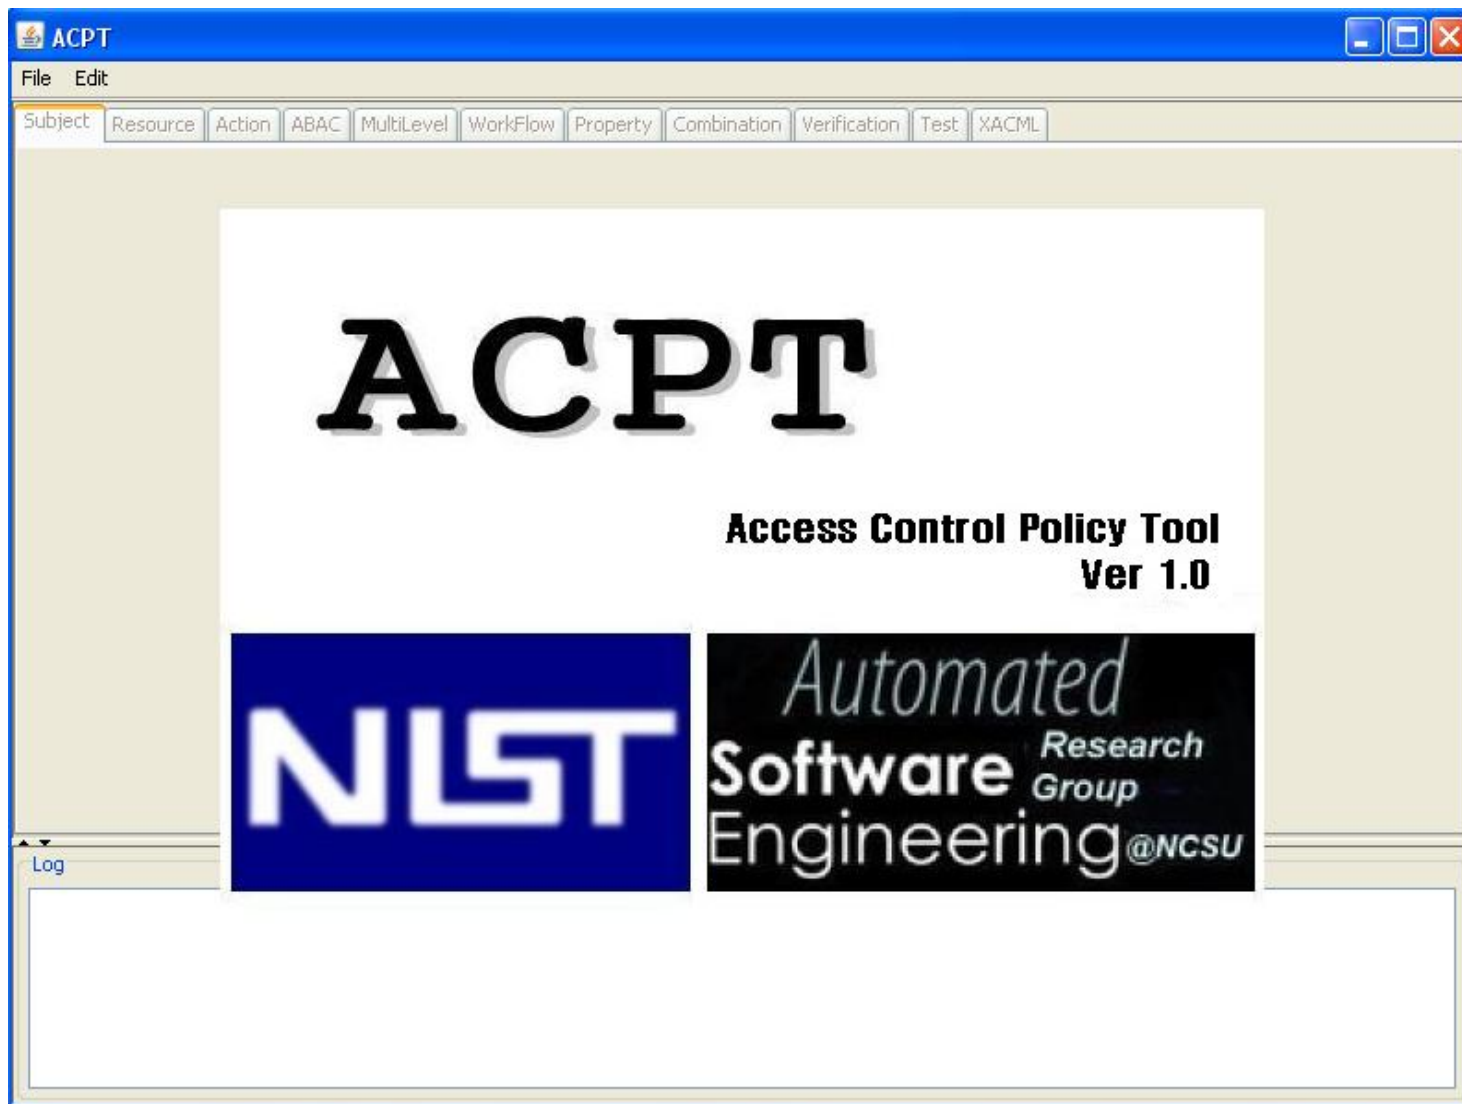 ACPT
File Edit
Subject Resource Action ABAC MultiLevel WorkFlow Property Combination Verification Test XACML
ACPT
Access Control Policy Tool
Ver 1.0
NIST
Automated
Software Research
Group
Engineering @NCSU
Log